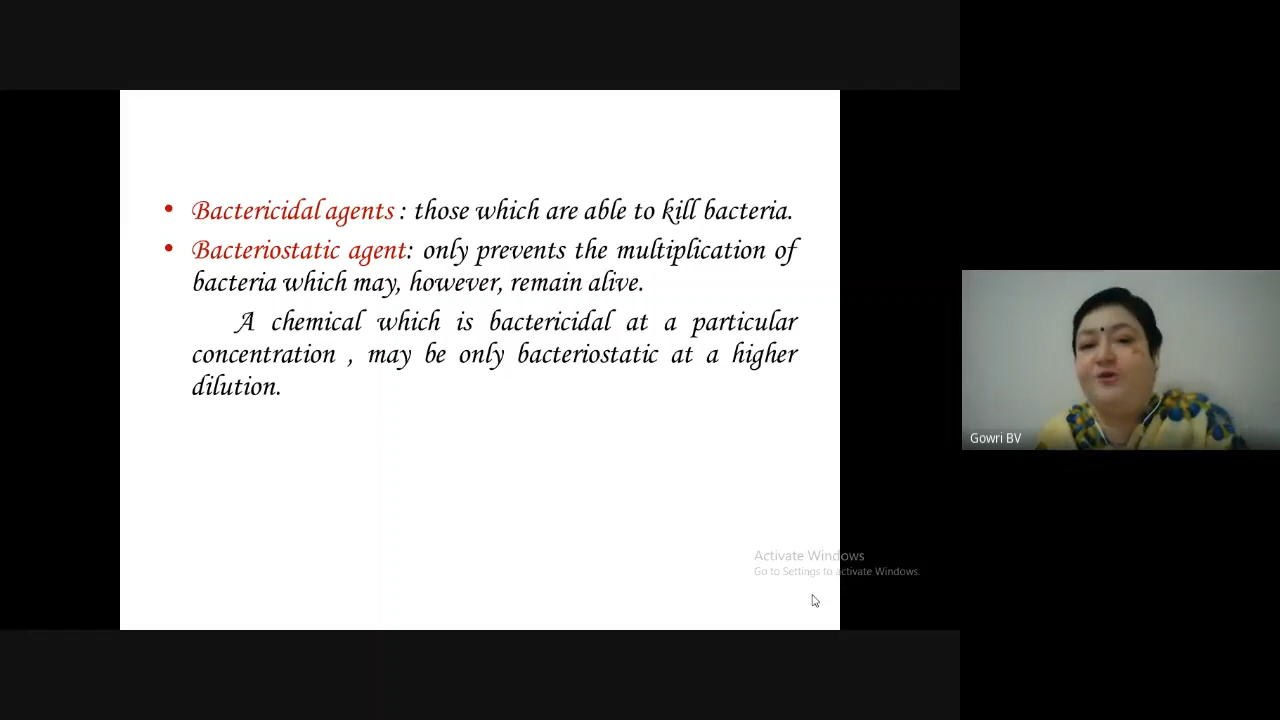 • Bactericidal agents : those which are able to kill bacteria.
• Bacteriostatic agent: only prevents the multiplication of
bacteria which may, however, remain alive.
A chemical which is bactericidal at a particular
concentration , may be only bacteriostatic at a higher
dilution.
Gowri BV
Activate Windows
Go to Settings to activate Windows.